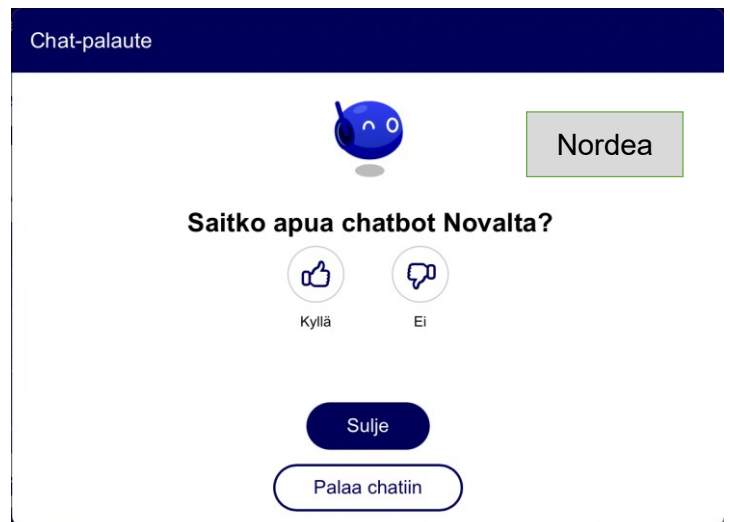 Chat-palaute
Nordea
Saitko apua chatbot Novalta?
Kyllä
Ei
Sulje
Palaa chatiin